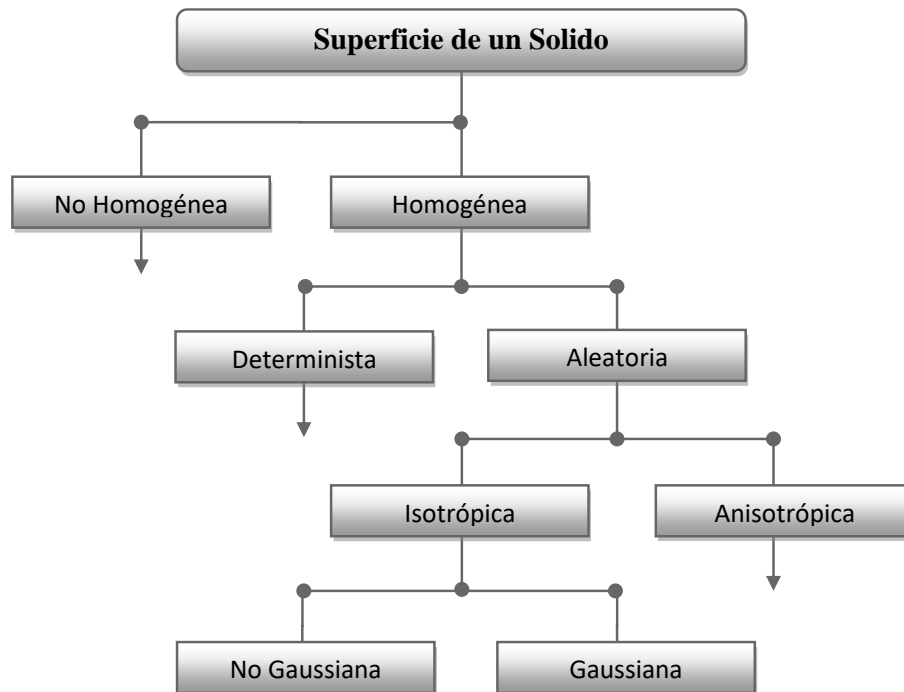 Superficie de un Solido
No Homogénea
Homogénea
Determinista
Aleatoria
Isotrópica
Anisotrópica
No Gaussiana
Gaussiana